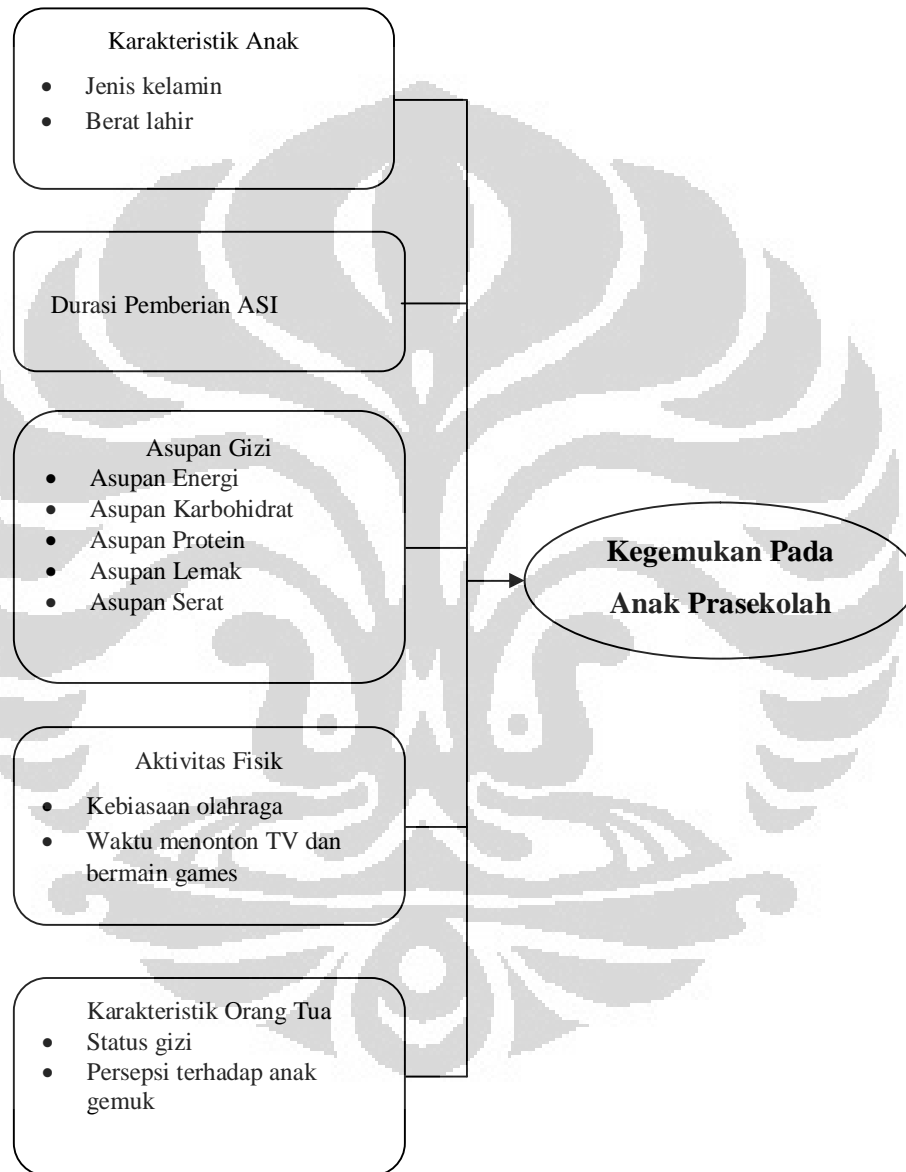 Karakteristik Anak
• Jenis kelamin
• Berat lahir
Durasi Pemberian ASI
Asupan Gizi
• Asupan Energi
• Asupan Karbohidrat
• Asupan Protein
• Asupan Lemak
• Asupan Serat
Kegemukan Pada
Anak Prasekolah
Aktivitas Fisik
• Kebiasaan olahraga
• Waktu menonton TV dan
bermain games
Karakteristik Orang Tua
• Status gizi
• Persepsi terhadap anak
gemuk